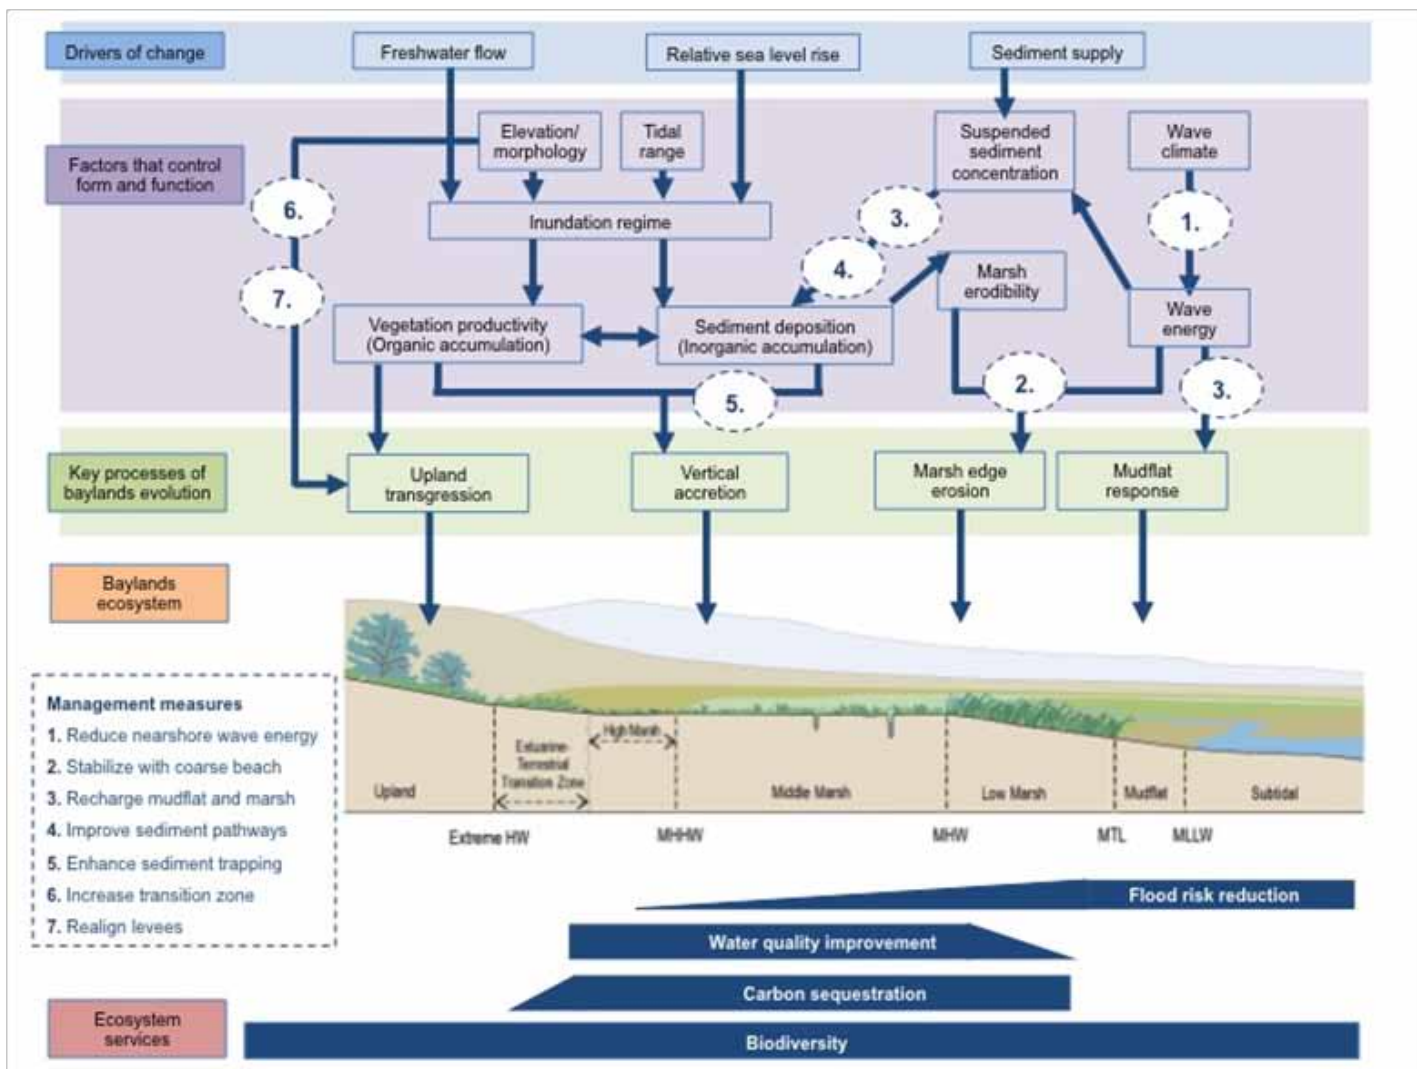 Drivers of change
Freshwater flow
Relative sea level rise
Sediment supply
Factors that control
form and function
Elevation/
morphology
Tidal
range
Suspended
sediment
concentration
Wave
climate
6.
3.
1.
Inundation regime
4.
7.
Marsh
erodibility
Vegetation productivity
(Organic accumulation)
Sediment deposition
(Inorganic accumulation)
Wave
energy
5.
2.
3.
Key processes of
baylands evolution
Upland
transgression
Vertical
accretion
Marsh edge
erosion
Mudflat
response
Baylands
ecosystem
Management measures
1. Reduce nearshore wave energy
2. Stabilize with coarse beach
3. Recharge mudflat and marsh
4. Improve sediment pathways
5. Enhance sediment trapping
6. Increase transition zone
7. Realign levees
Upland
Estuarine-
Terrestrial
Transition Zone
High Marsh
Middle Marsh
Low Marsh
Mudflat
Subtidal
Extreme HW
MHHW
MHW
MTL
MLLW
Flood risk reduction
Water quality improvement
Carbon sequestration
Ecosystem
services
Biodiversity